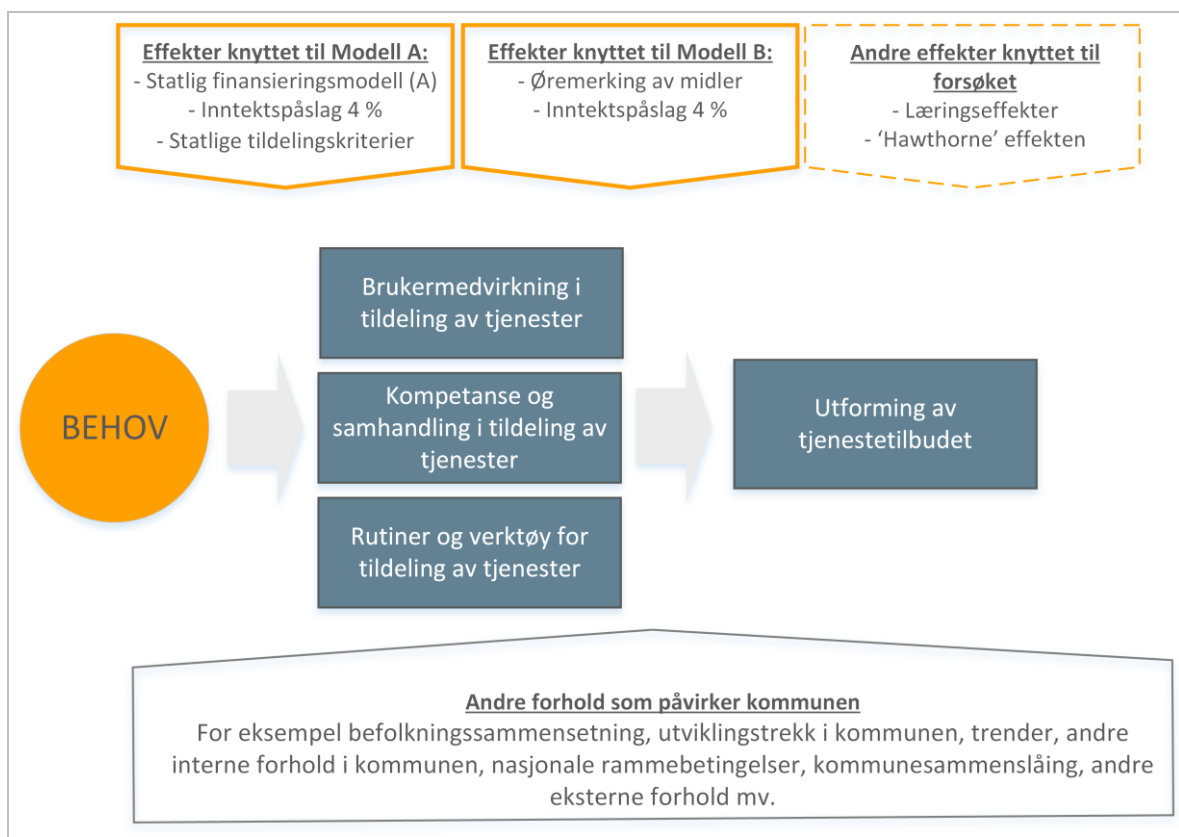 Effekter knyttet til Modell A:
- Statlig finansieringsmodell (A)
- Inntektspåslag 4 %
- Statlige tildelingskriterier
Effekter knyttet til Modell B:
- Øremerking av midler
- Inntektspåslag 4 %
Andre effekter knyttet til
forsøket
- Læringseffekter
- ‘Hawthorne’ effekten
BEHOV
Brukermedvirkning i
tildeling av tjenester
Kompetanse og
samhandling i tildeling av
tjenester
Rutiner og verktøy for
tildeling av tjenester
Utforming av
tjenestetilbudet
Andre forhold som påvirker kommunen
For eksempel befolkningssammensetning, utviklingstrekk i kommunen, trender, andre
interne forhold i kommunen, nasjonale rammebetingelser, kommunesammenslåing, andre
eksterne forhold mv.